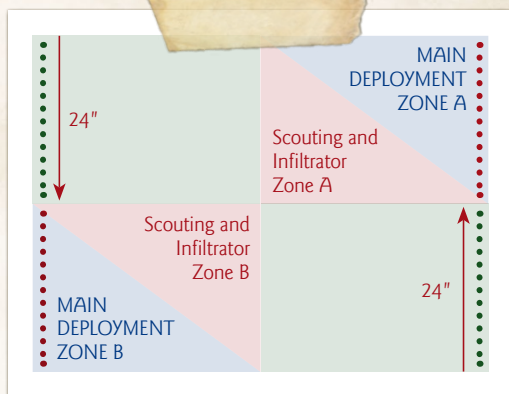 MAIN
DEPLOYMENT
ZONE A
24"
Scouting and
Infiltrator
Zone A
Scouting and
Infiltrator
Zone B
24"
MAIN
DEPLOYMENT
ZONE B